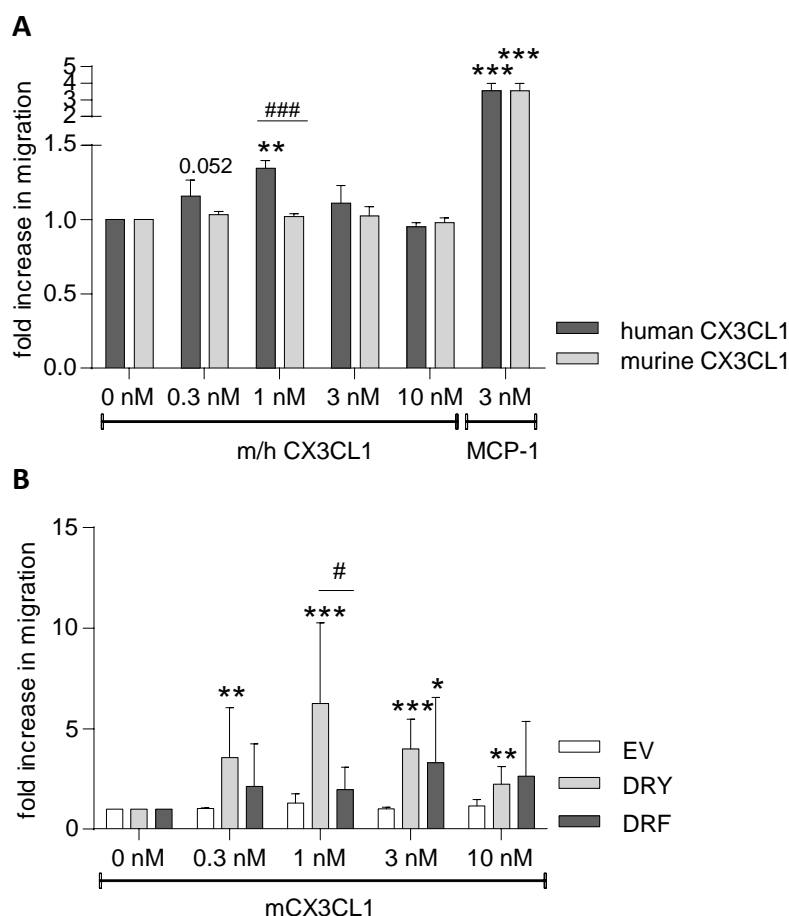 A
fold increase in migration
5
4
3
2
1.5
1.0
0.5
0.0
0.052
###
**
***
***
0 nM 0.3 nM 1 nM 3 nM 10 nM 3 nM
m/h CX3CL1 MCP-1
human CX3CL1
murine CX3CL1
B
fold increase in migration
15
10
5
0
**
#
***
***
*
**
0 nM 0.3 nM 1 nM 3 nM 10 nM
mCX3CL1
EV
DRY
DRF